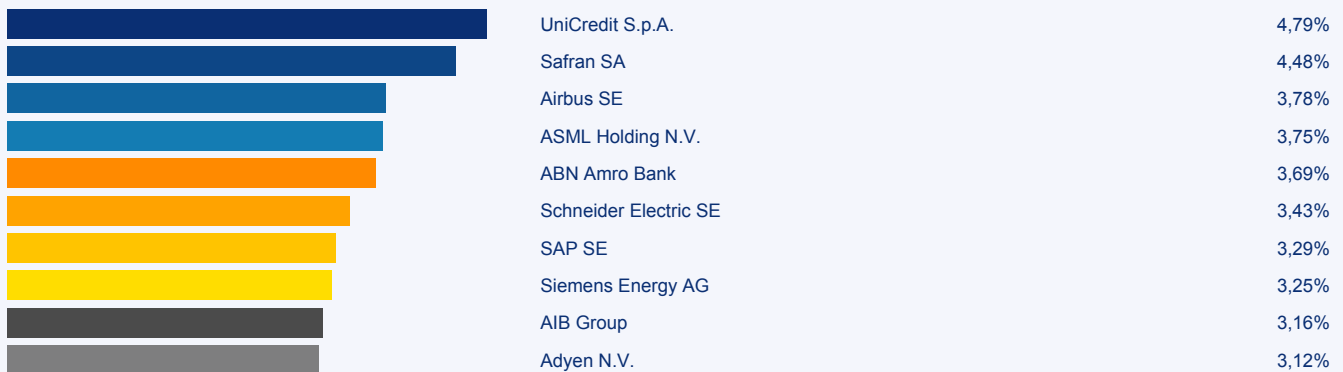 UniCredit S.p.A. 4,79%
Safran SA 4,48%
Airbus SE 3,78%
ASML Holding N.V. 3,75%
ABN Amro Bank 3,69%
Schneider Electric SE 3,43%
SAP SE 3,29%
Siemens Energy AG 3,25%
AIB Group 3,16%
Adyen N.V. 3,12%